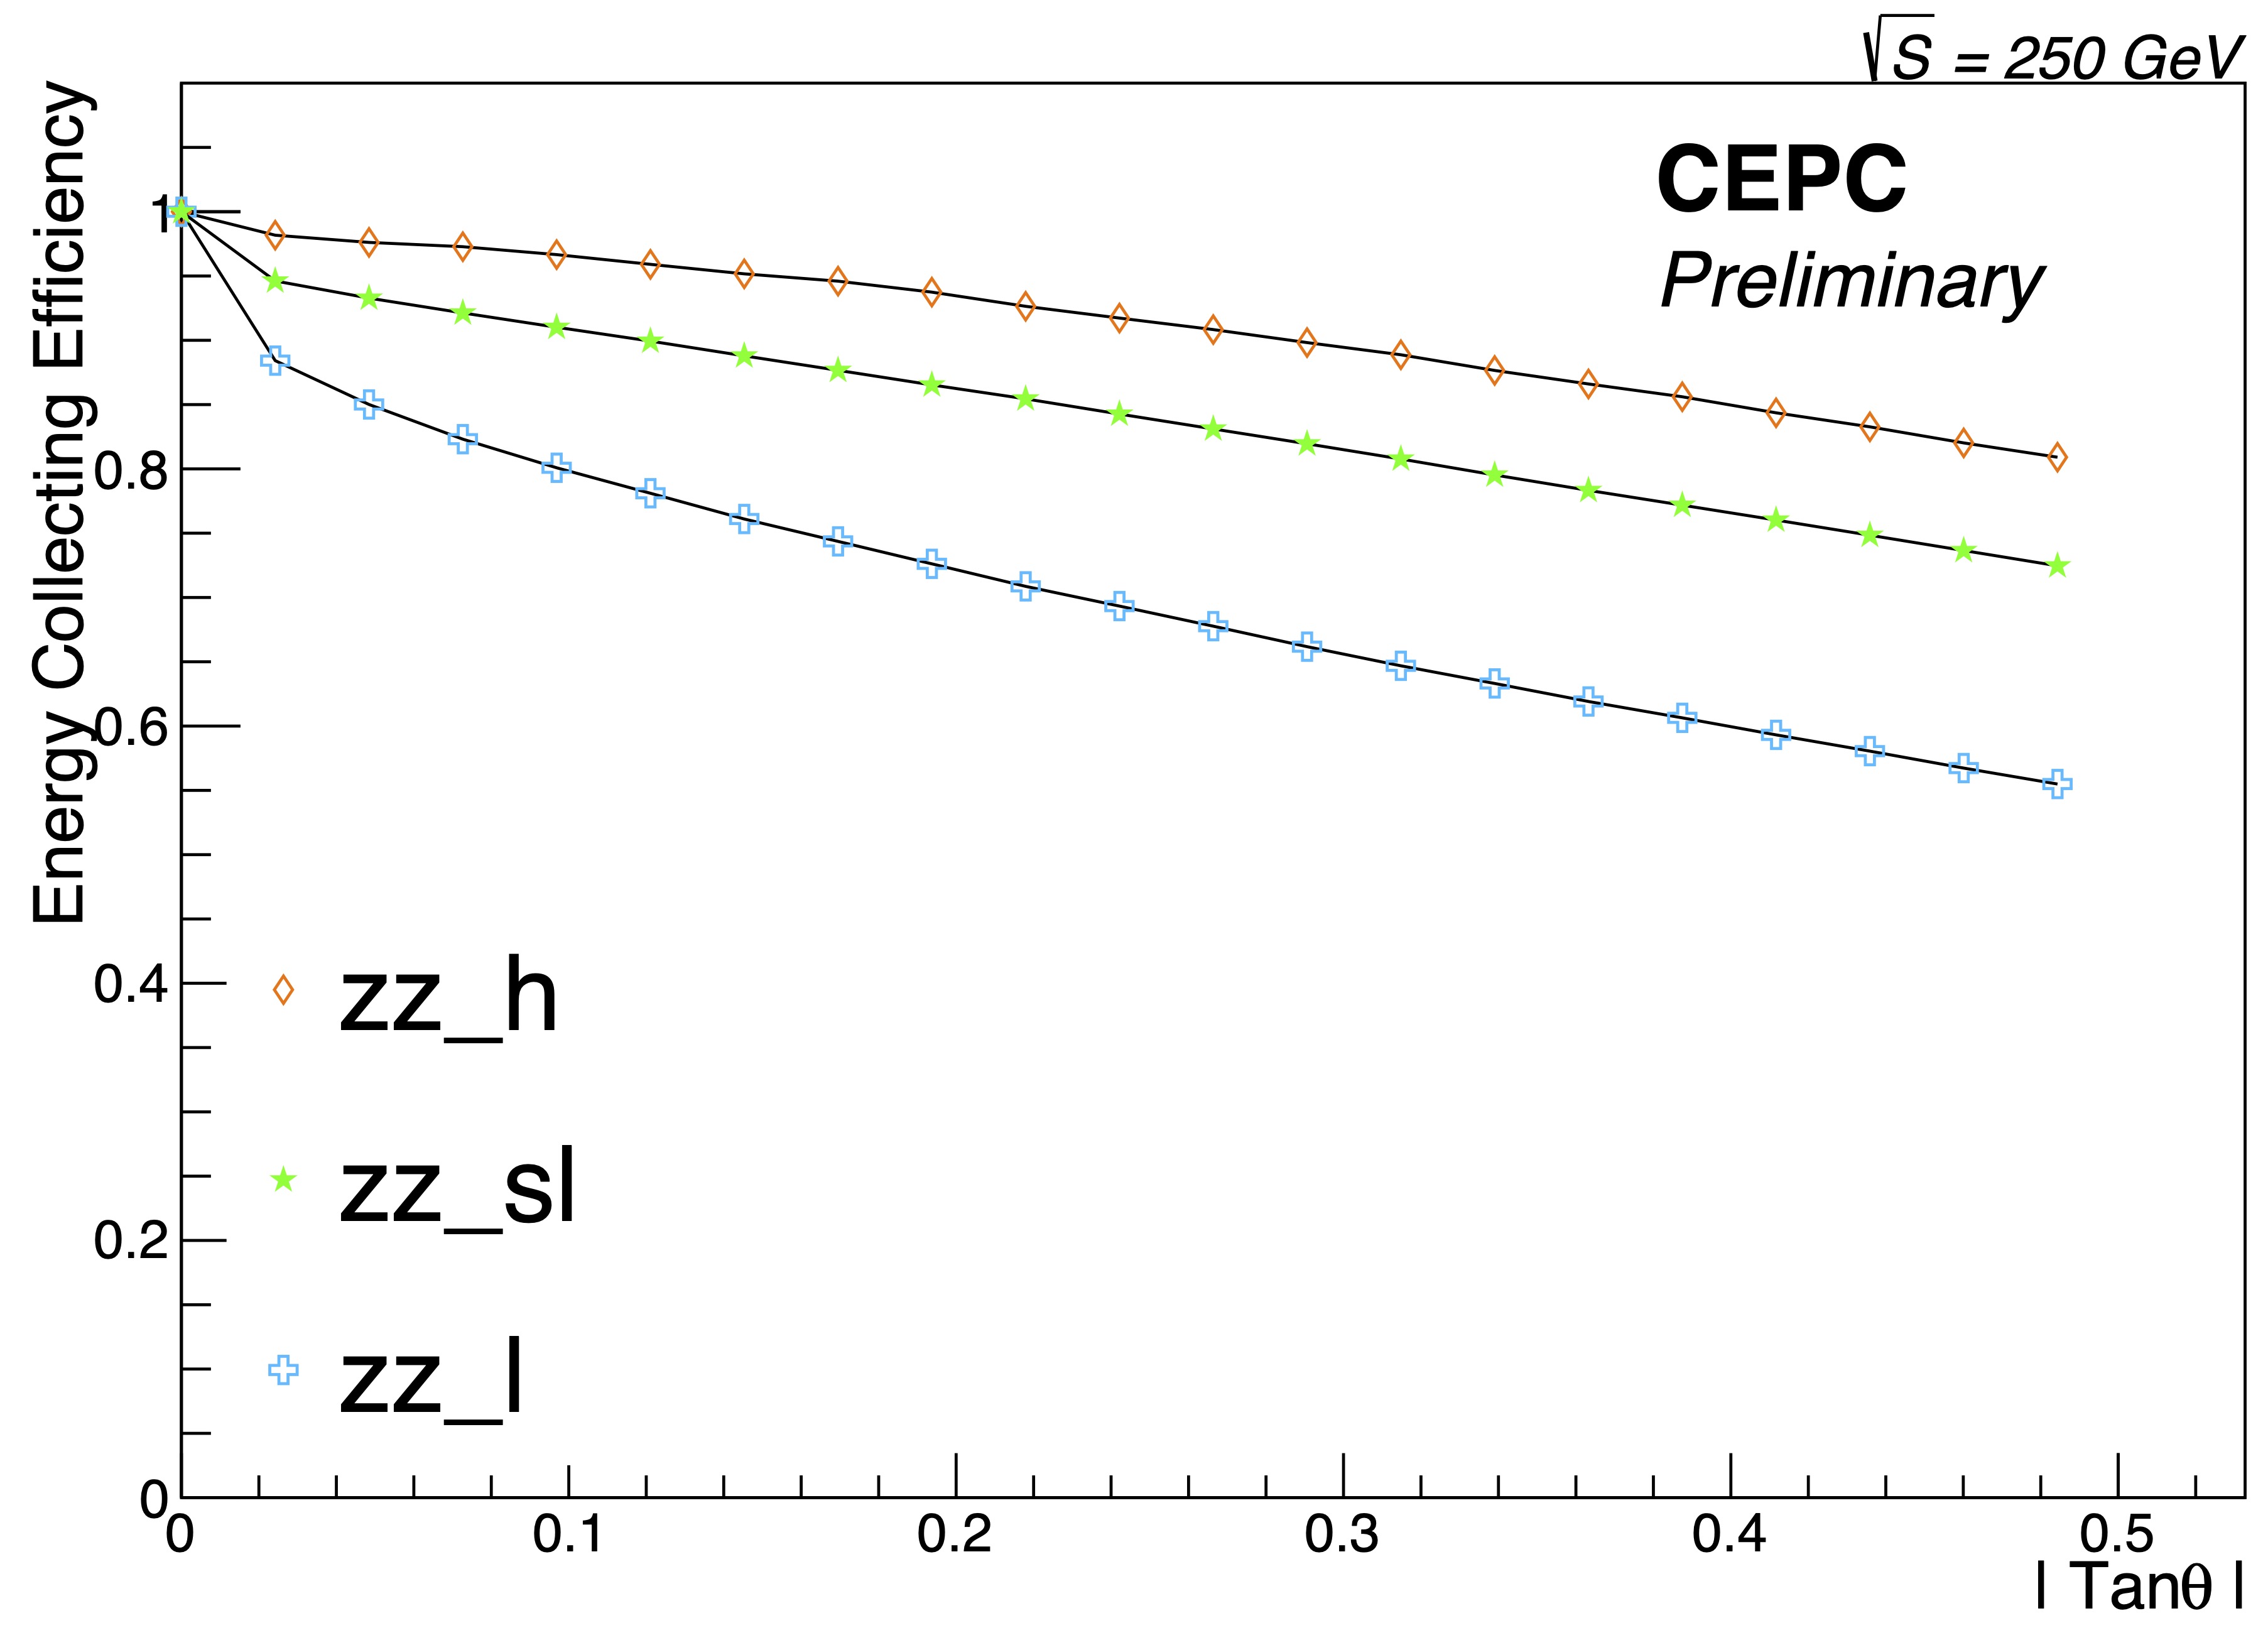 √S = 250 GeV
CEPC
Preliminary
Energy Collecting Efficiency
1
0.8
0.6
0.4
0.2
0
zz_h
zz_sl
zz_l
0 0.1 0.2 0.3 0.4 0.5
| Tanθ |